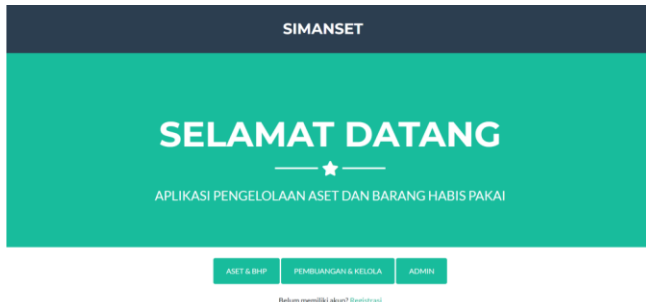 SIMANSET
SELAMAT DATANG
APLIKASI PENGELOLAAN ASET DAN BARANG HABIS PAKAI
ASET & BHP PEMBUANGAN & KELOLA ADMIN
Belum memiliki akun? Registrasi